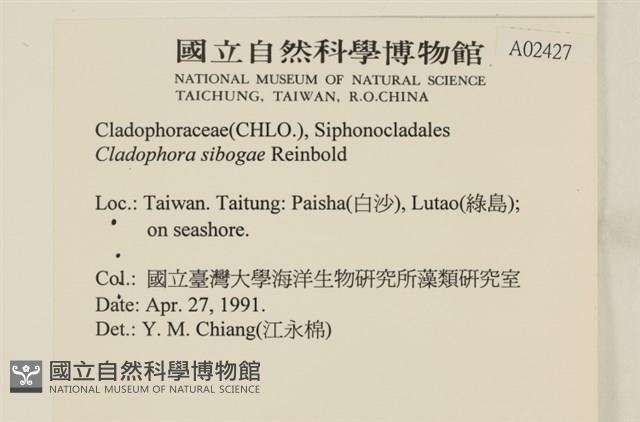 國立自然科學博物館
A02427
NATIONAL MUSEUM OF NATURAL SCIENCE
TAICHUNG, TAIWAN, R.O.CHINA
Cladophoraceae(CHLO.), Siphonocladales
Cladophora sibogae Reinbold
Loc.: Taiwan. Taitung: Paisha(白沙), Lutao(綠島);
on seashore.
Col.: 國立臺灣大學海洋生物研究所藻類研究室
Date: Apr. 27, 1991.
Det.: Y. M. Chiang(江永棉)
國立自然科學博物館
NATIONAL MUSEUM OF NATURAL SCIENCE